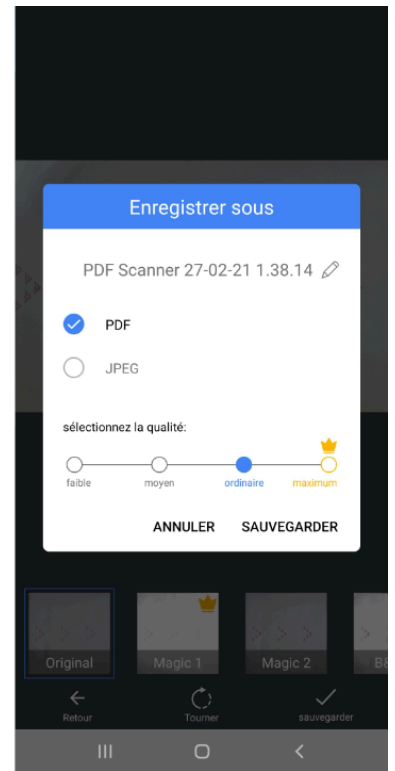 Enregistrer sous
PDF Scanner 27-02-21 1.38.14
PDF
JPEG
sélectionnez la qualité:
faible moyen ordinaire maximum
ANNULER SAUVEGARDER
Original Magic 1 Magic 2 B&
Retour Tourner sauvegarder